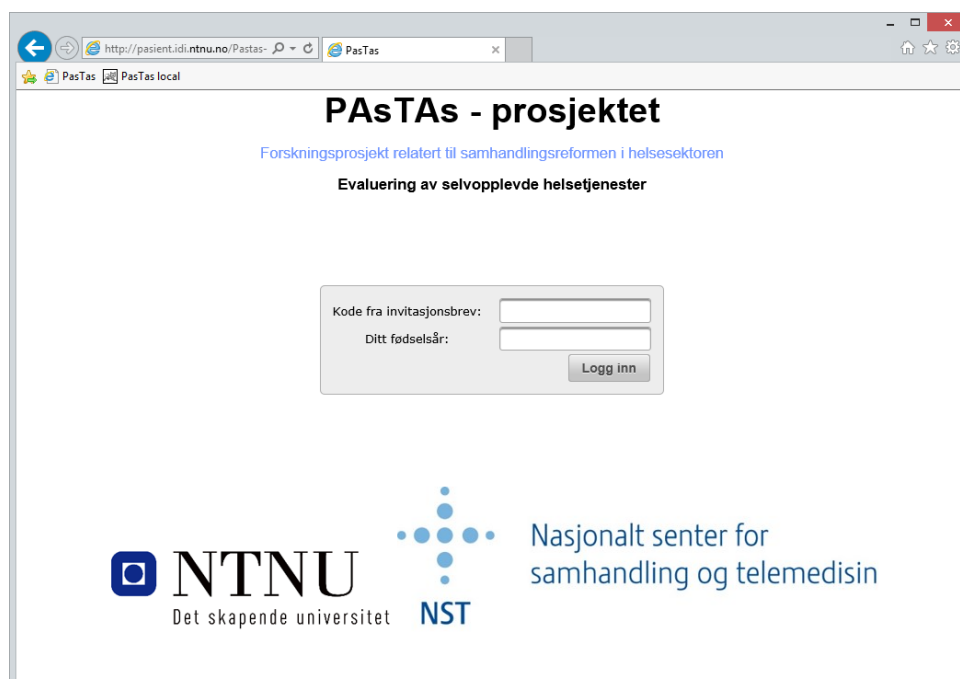 http://pasient.idi.ntnu.no/Pastas-
PasTas
PasTas PasTas local
PAsTAs - prosjektet
Forskningsprosjekt relatert til samhandlingsreformen i helsesektoren
Evaluering av selvopplevde helsetjenester
Kode fra invitasjonsbrev:
Ditt fødselsår:
Logg inn
NTNU
Det skapende universitet
NST
Nasjonalt senter for
samhandling og telemedisin